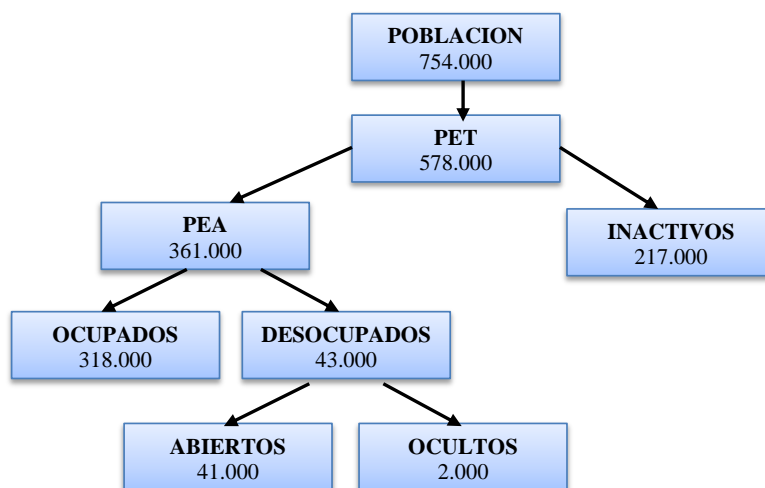 POBLACION
754.000
PET
578.000
PEA
361.000
INACTIVOS
217.000
OCUPADOS
318.000
DESOCUPADOS
43.000
ABIERTOS
41.000
OCULTOS
2.000